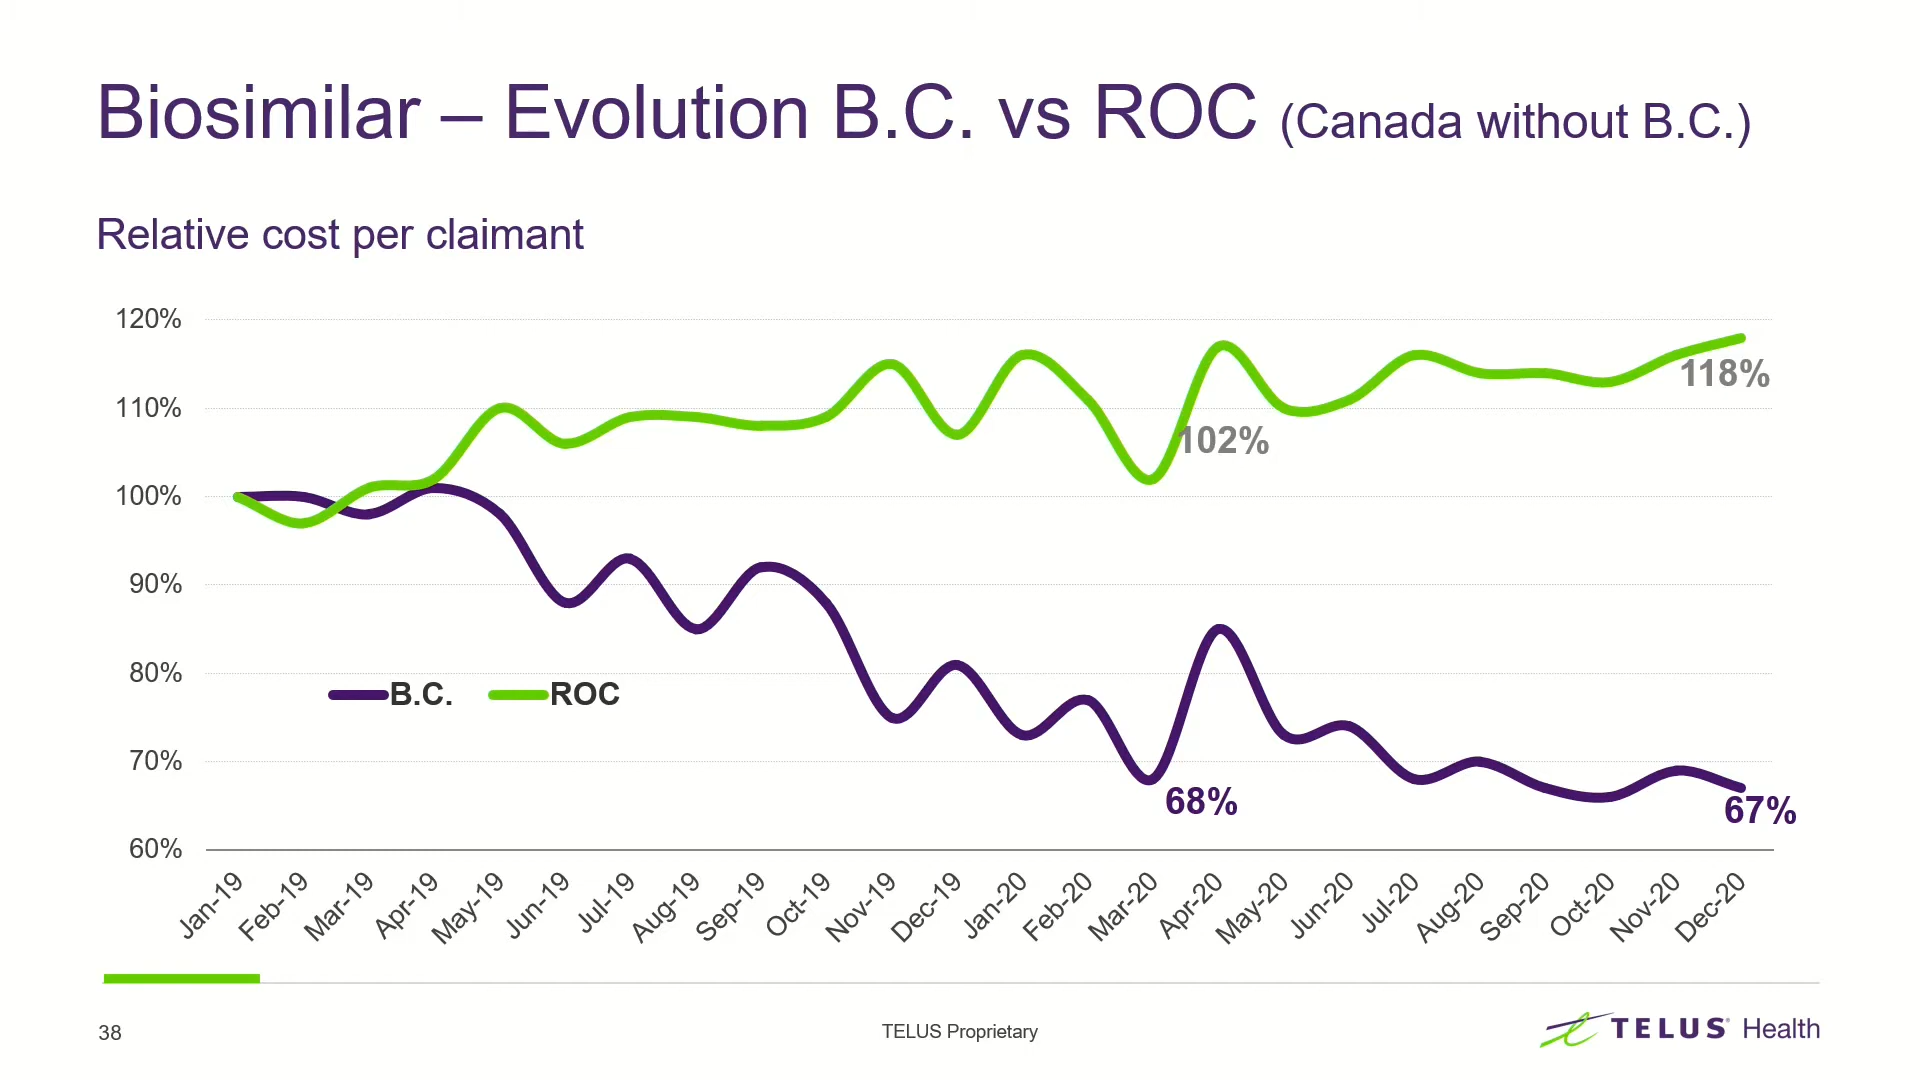 Biosimilar – Evolution B.C. vs ROC (Canada without B.C.)
Relative cost per claimant
120%
110%
100%
90%
80%
70%
60%
118%
102%
B.C.
ROC
68%
67%
Jan-19
Feb-19
Mar-19
Apr-19
May-19
Jun-19
Jul-19
Aug-19
Sep-19
Oct-19
Nov-19
Dec-19
Jan-20
Feb-20
Mar-20
Apr-20
May-20
Jun-20
Jul-20
Aug-20
Sep-20
Oct-20
Nov-20
Dec-20
38
TELUS Proprietary
TELUS® Health